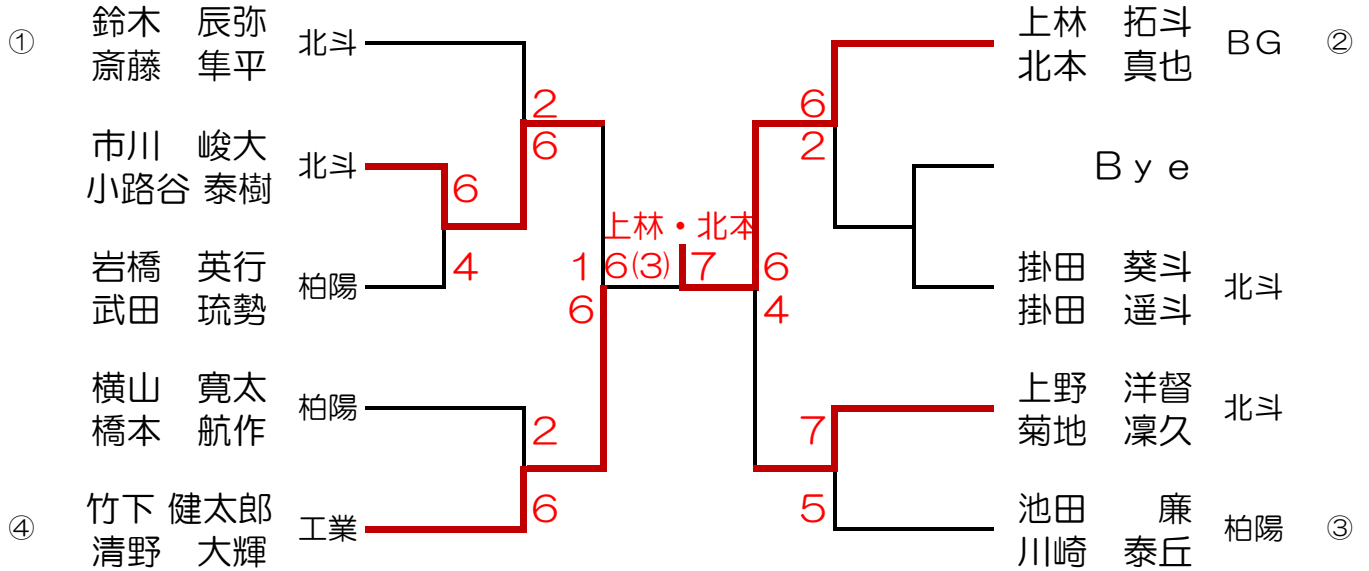 ①
鈴木　辰弥
斎藤　隼平
北斗
市川　峻大
小路谷 泰樹
北斗
岩橋　英行
武田　琉勢
柏陽
横山　寛太
橋本　航作
柏陽
④
竹下 健太郎
清野　大輝
工業
2
6
6
4
1
6
2
6
上林・北本
6(3) 7
6
2
6
4
7
5
上林　拓斗
北本　真也
BG
②
Bye
掛田　葵斗
掛田　遥斗
北斗
上野　洋督
菊地　凜久
北斗
池田　　廉
川崎　泰丘
柏陽
③